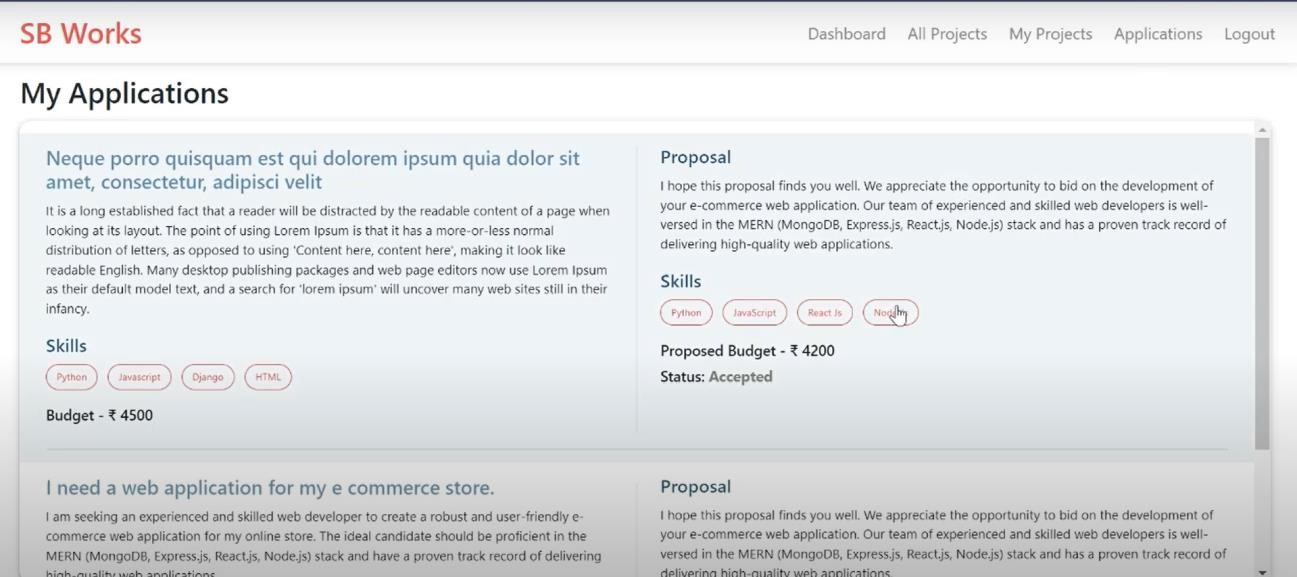 SB Works
Dashboard All Projects My Projects Applications Logout
My Applications
Neque porro quisquam est qui dolorem ipsum quia dolor sit
amet, consectetur, adipisci velit
It is a long established fact that a reader will be distracted by the readable content of a page when
looking at its layout. The point of using Lorem Ipsum is that it has a more-or-less normal
distribution of letters, as opposed to using 'Content here, content here', making it look like
readable English. Many desktop publishing packages and web page editors now use Lorem Ipsum
as their default model text, and a search for 'lorem ipsum' will uncover many web sites still in their
infancy.
Skills
Python Javascript Django HTML
Budget - ₹ 4500
Proposal
I hope this proposal finds you well. We appreciate the opportunity to bid on the development of
your e-commerce web application. Our team of experienced and skilled web developers is well-
versed in the MERN (MongoDB, Express.js, React.js, Node.js) stack and has a proven track record of
delivering high-quality web applications.
Skills
Python JavaScript React Js
Proposed Budget - ₹ 4200
Status: Accepted
I need a web application for my e commerce store.
I am seeking an experienced and skilled web developer to create a robust and user-friendly e-
commerce web application for my online store. The ideal candidate should be proficient in the
MERN (MongoDB, Express.js, React.js, Node.js) stack and have a proven track record of delivering
high-quality web applications.
Proposal
I hope this proposal finds you well. We appreciate the opportunity to bid on the development of
your e-commerce web application. Our team of experienced and skilled web developers is well-
versed in the MERN (MongoDB, Express.js, React.js, Node.js) stack and has a proven track record of
delivering high-quality web applications.